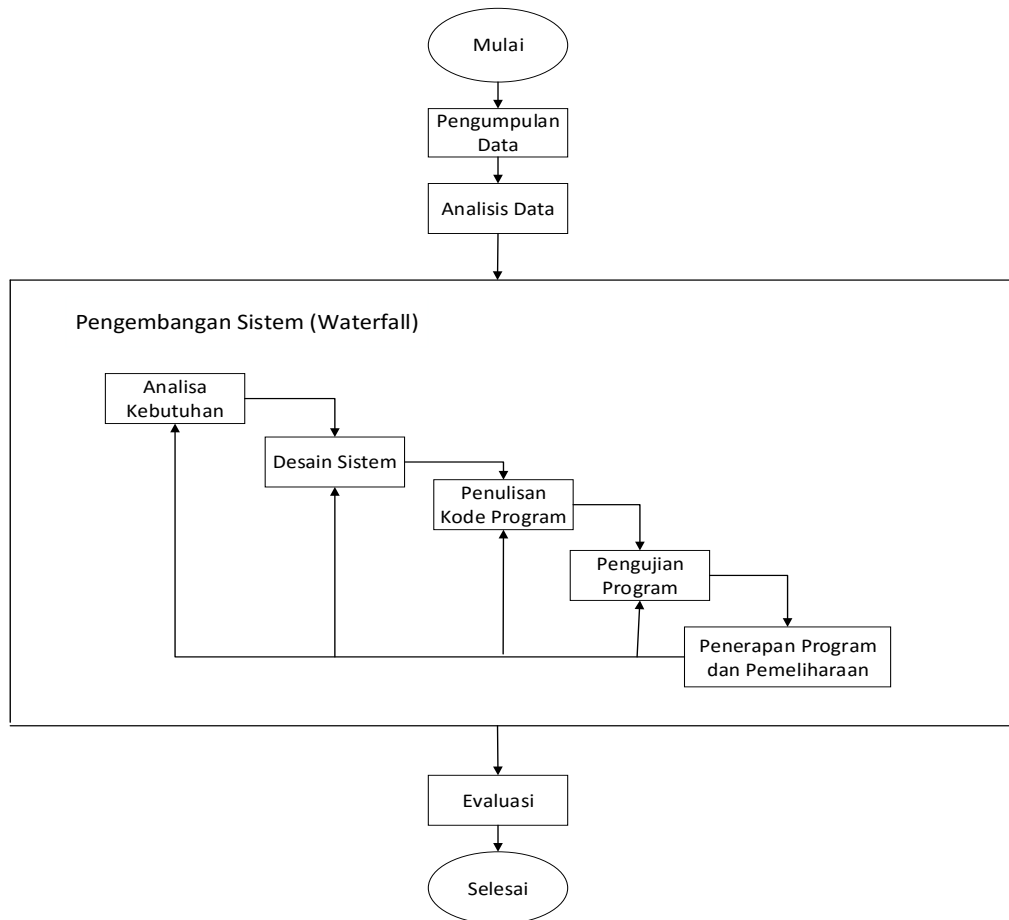 Mulai
Pengumpulan
Data
Analisis Data
Pengembangan Sistem (Waterfall)
Analisa
Kebutuhan
Desain Sistem
Penulisan
Kode Program
Pengujian
Program
Penerapan Program
dan Pemeliharaan
Evaluasi
Selesai